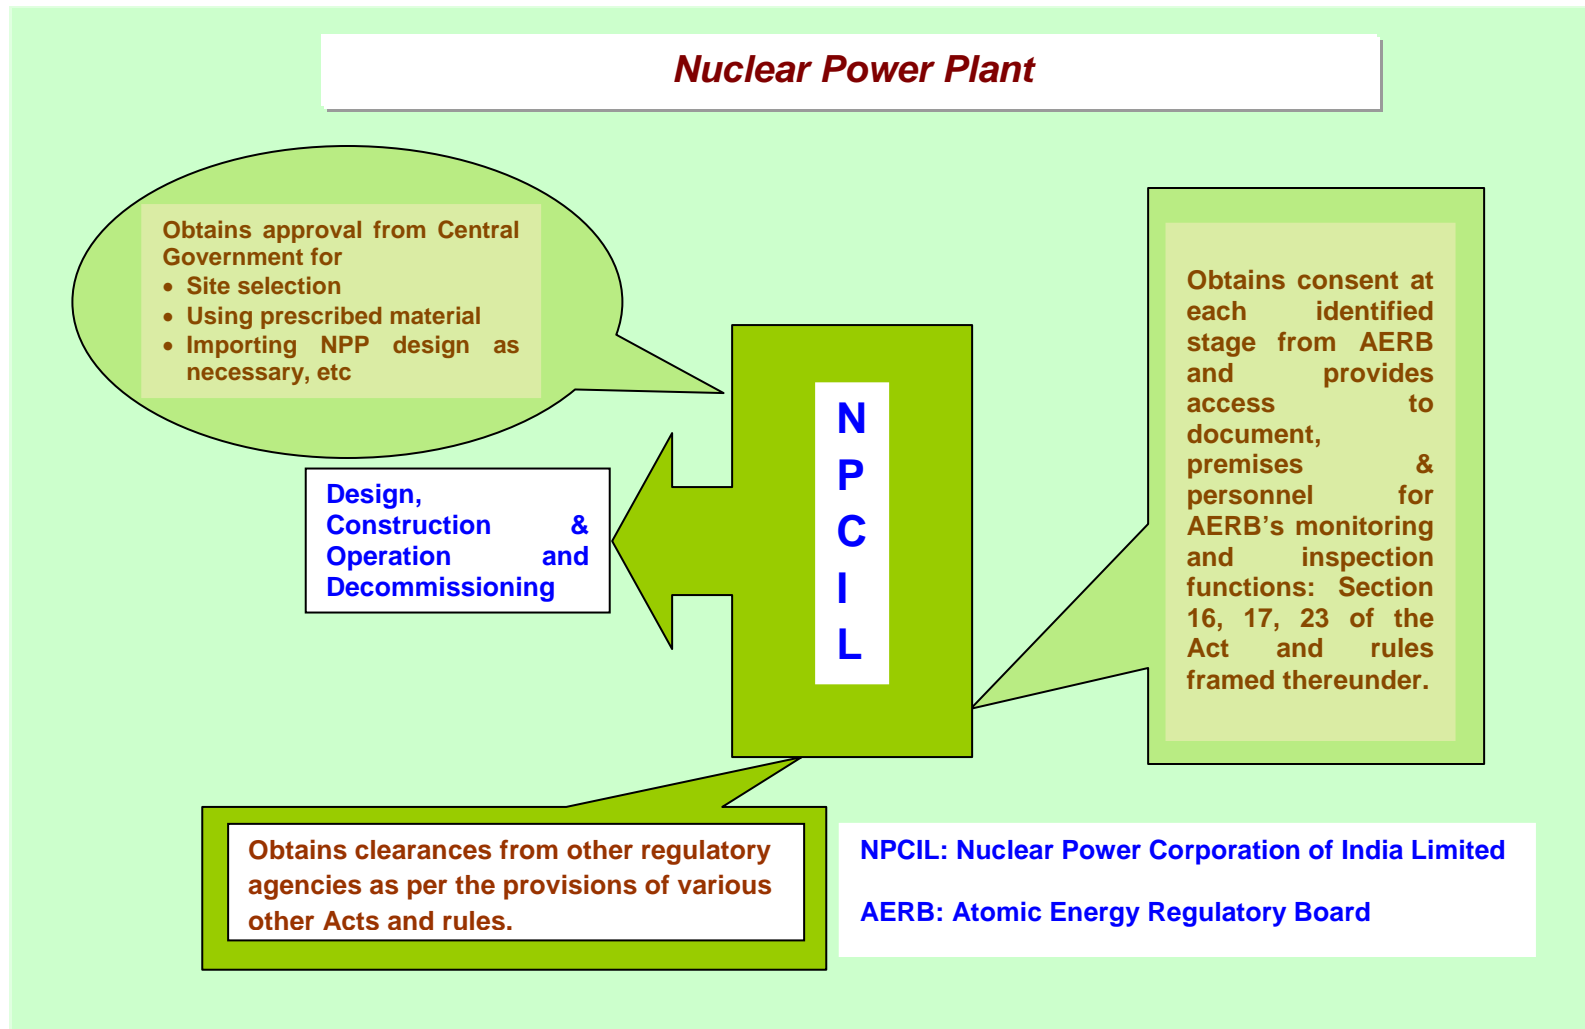 Nuclear Power Plant
Obtains approval from Central
Government for
• Site selection
• Using prescribed material
• Importing NPP design as
necessary, etc
Design,
Construction &
Operation and
Decommissioning
N
P
C
I
L
Obtains consent at
each identified
stage from AERB
and provides
access to
document,
premises &
personnel for
AERB’s monitoring
and inspection
functions: Section
16, 17, 23 of the
Act and rules
framed thereunder.
Obtains clearances from other regulatory
agencies as per the provisions of various
other Acts and rules.
NPCIL: Nuclear Power Corporation of India Limited
AERB: Atomic Energy Regulatory Board